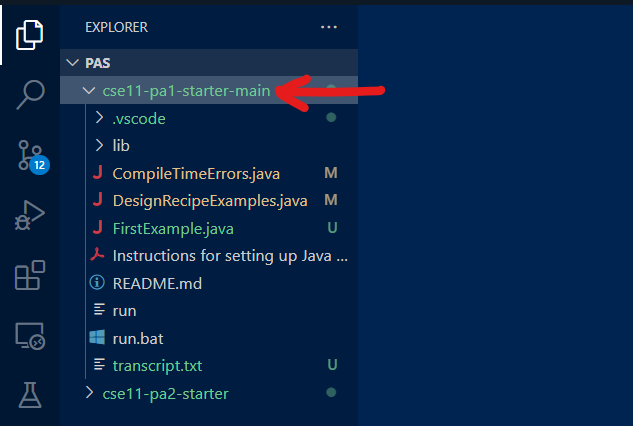 EXPLORER ...
PAS
cse11-pa1-starter-main
.vscode
lib
CompileTimeErrors.java M
DesignRecipeExamples.java M
FirstExample.java U
Instructions for setting up Java ...
12
README.md
run
run.bat
transcript.txt U
cse11-pa2-starter